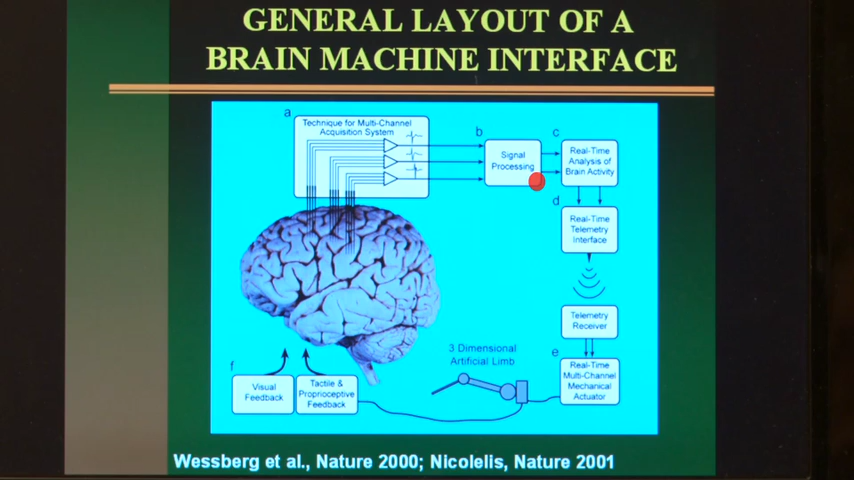 GENERAL LAYOUT OF A
BRAIN MACHINE INTERFACE
a
Technique for Multi-Channel
Acquisition System
b
Signal
Processing
c
Real-Time
Analysis of
Brain Activity
d
Real-Time
Telemetry
Interface
Telemetry
Receiver
e
Real-Time
Multi-Channel
Mechanical
Actuator
3 Dimensional
Artificial Limb
f
Visual
Feedback
Tactile &
Proprioceptive
Feedback
Wessberg et al., Nature 2000; Nicolelis, Nature 2001